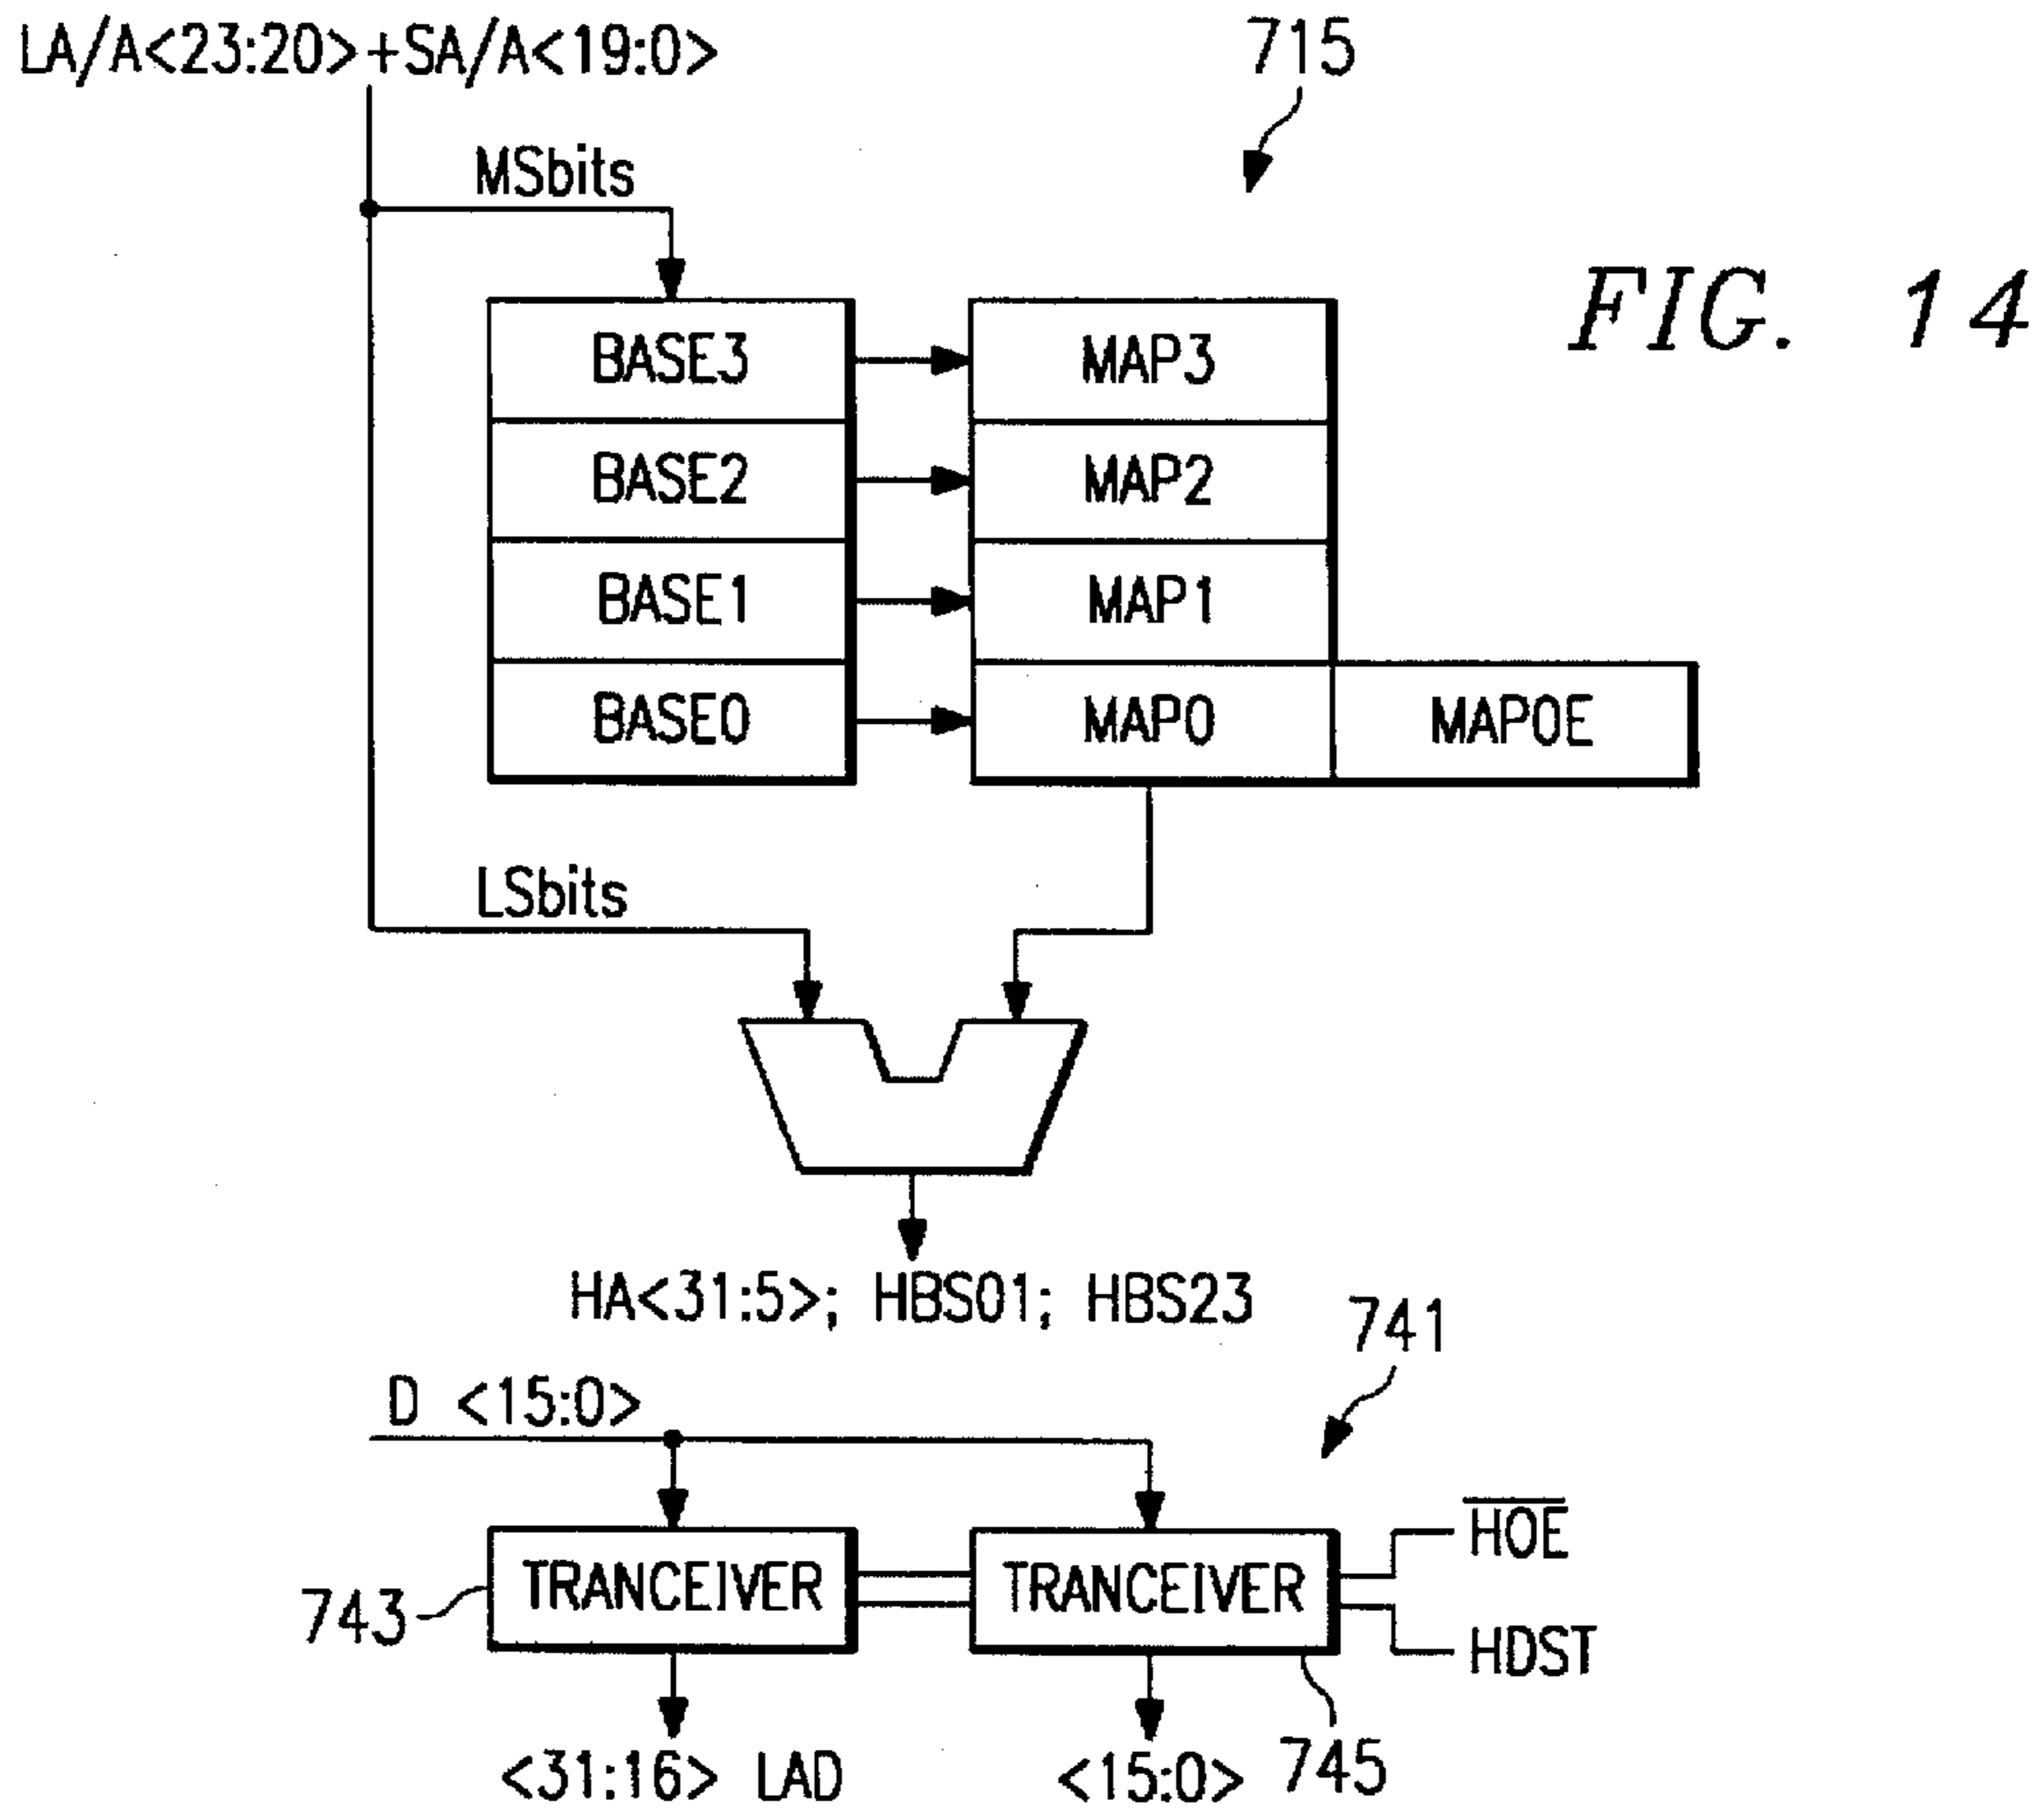 LA/A<23:20>+SA/A<19:0>
715
MSbits
FIG. 14
BASE3 MAP3
BASE2 MAP2
BASE1 MAP1
BASE0 MAP0 MAP0E
LSbits
HA<31:5>; HBS01; HBS23
741
D <15:0>
HOE
743 TRANCEIVER TRANCEIVER
HDST
<31:16> LAD <15:0> 745